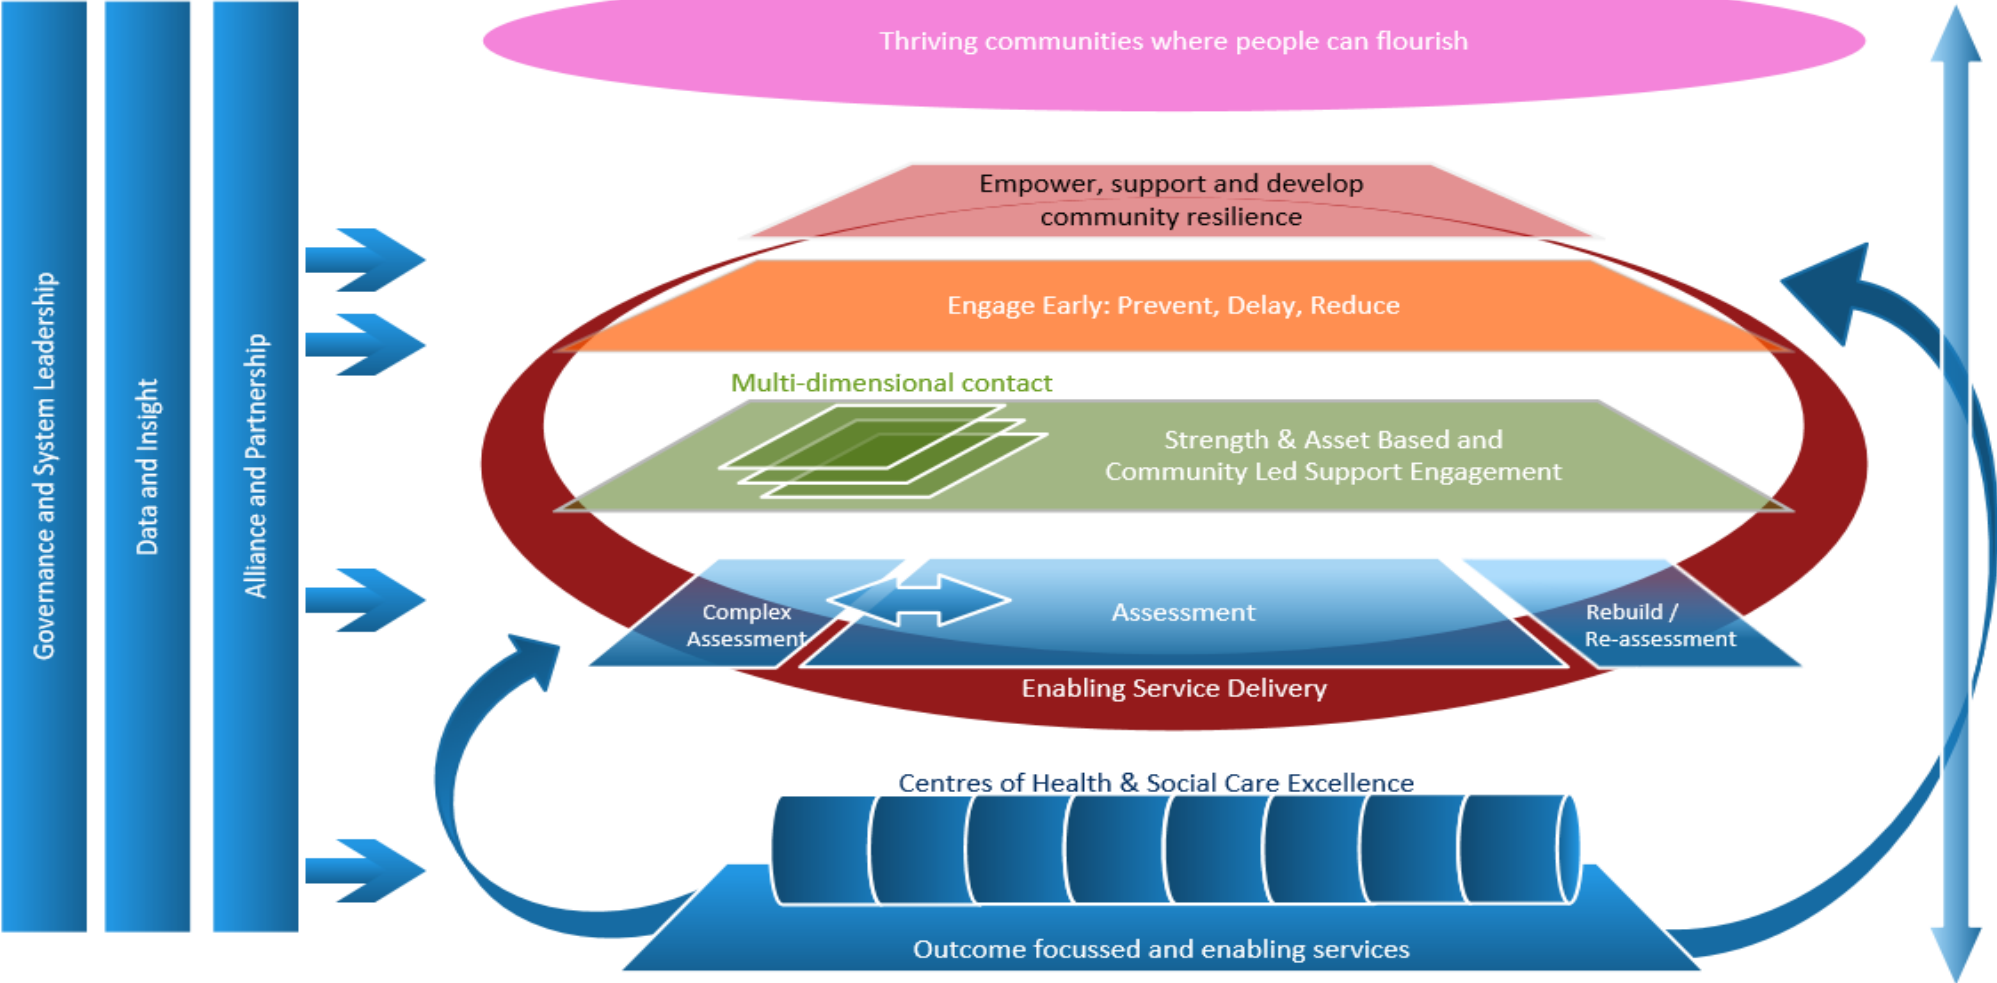 Governance and System Leadership
Data and Insight
Alliance and Partnership
Thriving communities where people can flourish
Empower, support and develop
community resilience
Engage Early: Prevent, Delay, Reduce
Multi-dimensional contact
Strength & Asset Based and
Community Led Support Engagement
Complex
Assessment
Assessment
Rebuild /
Re-assessment
Enabling Service Delivery
Centres of Health & Social Care Excellence
Outcome focussed and enabling services